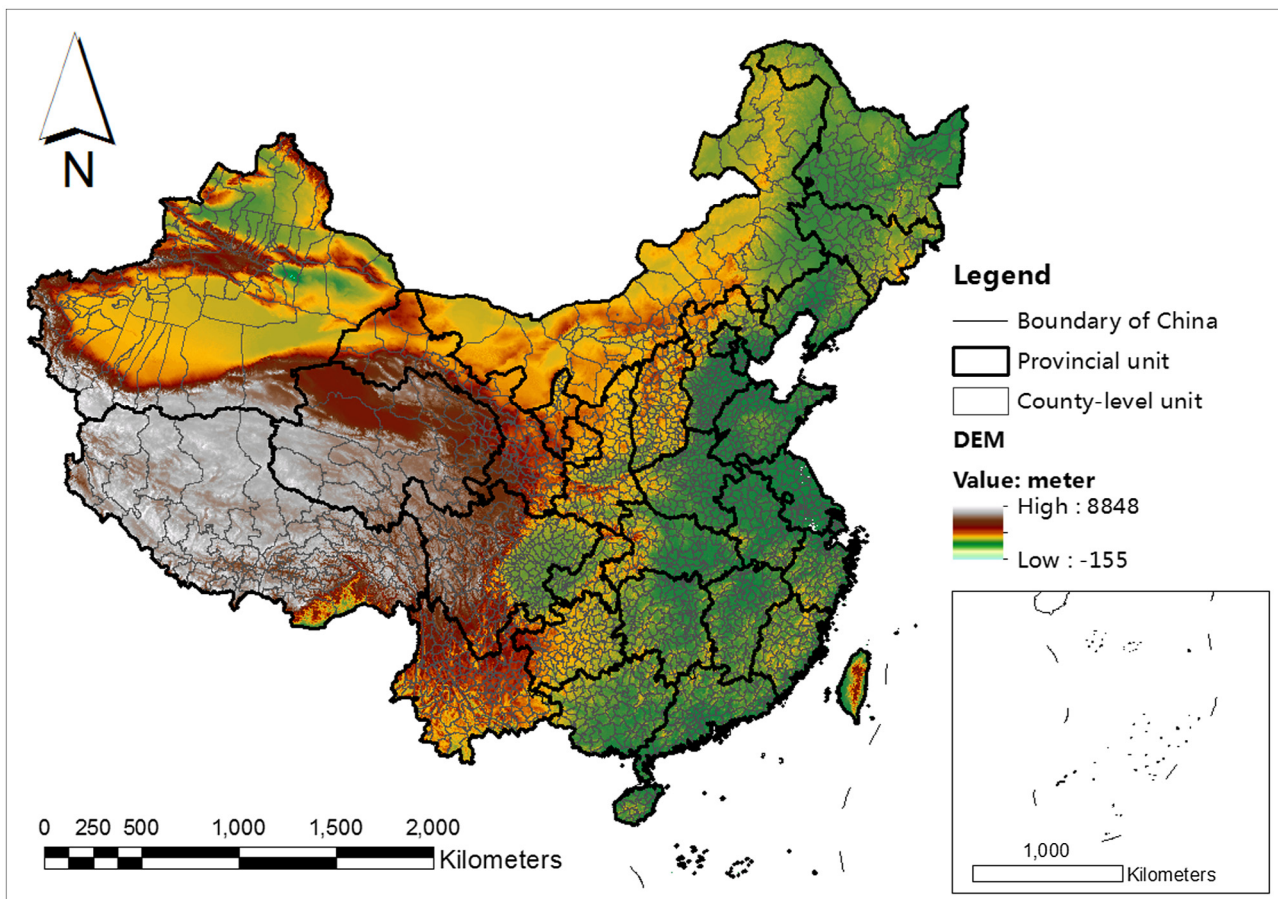 N
Legend
Boundary of China
Provincial unit
County-level unit
DEM
Value: meter
High : 8848
Low : -155
0 250 500 1,000 1,500 2,000
Kilometers
1,000
Kilometers